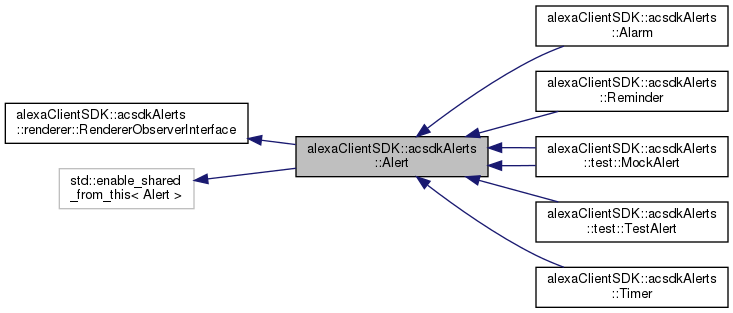 alexaClientSDK::acsdkAlerts
::renderer::RendererObserverInterface
std::enable_shared
_from_this< Alert >
alexaClientSDK::acsdkAlerts
::Alert
alexaClientSDK::acsdkAlerts
::Alarm
alexaClientSDK::acsdkAlerts
::Reminder
alexaClientSDK::acsdkAlerts
::test::MockAlert
alexaClientSDK::acsdkAlerts
::test::TestAlert
alexaClientSDK::acsdkAlerts
::Timer